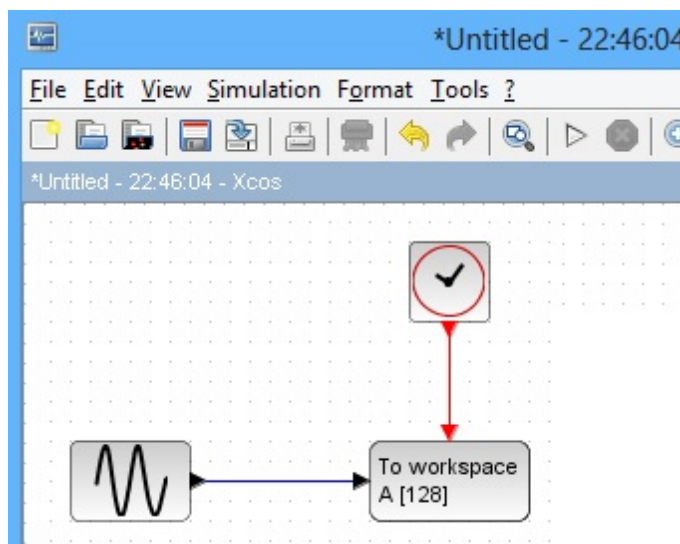 *Untitled - 22:46:04
File Edit View Simulation Format Tools ?
*Untitled - 22:46:04 - Xcos
To workspace
A [128]